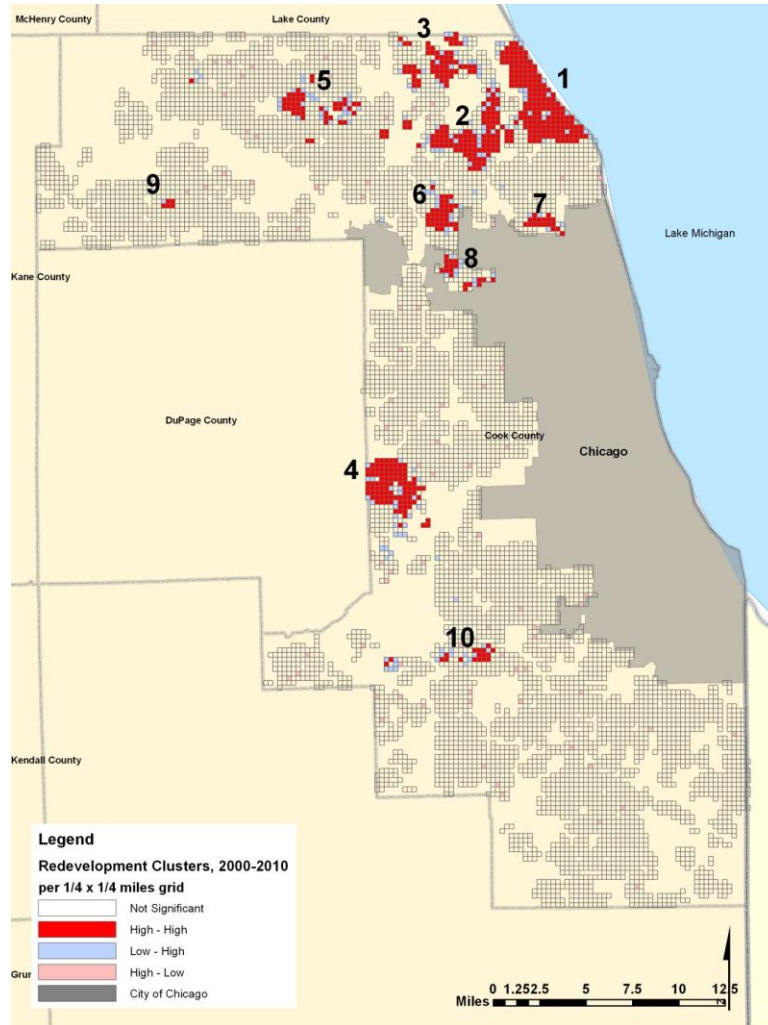 McHenry County
Lake County
3
1
5
2
9
6
7
8
Lake Michigan
Kane County
DuPage County
Cook County
Chicago
4
10
Kendall County
Legend
Redevelopment Clusters, 2000-2010
per 1/4 x 1/4 miles grid
Not Significant
High - High
Low - High
High - Low
City of Chicago
Grun
Miles
0 1.252.5 5 7.5 10 12.5